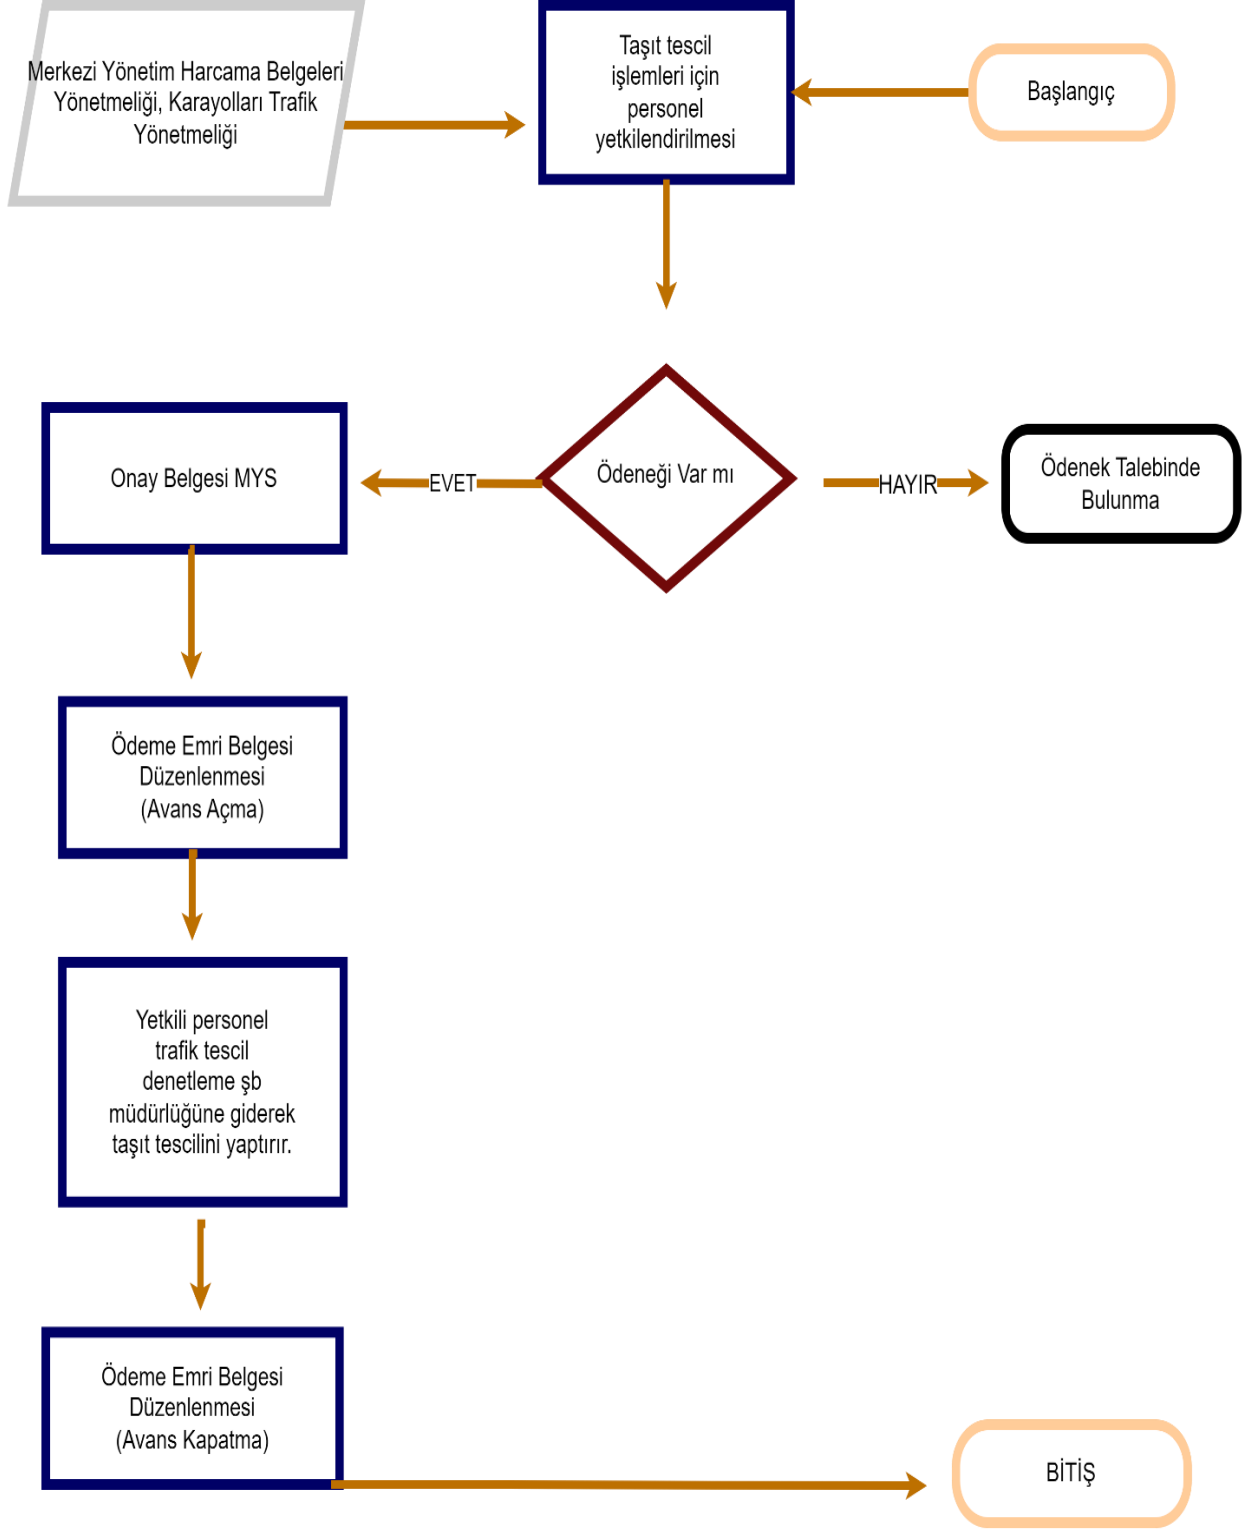 Merkezi Yönetim Harcama Belgeleri
Yönetmeliği, Karayolları Trafik
Yönetmeliği
Taşıt tescil
işlemleri için
personel
yetkilendirilmesi
Başlangıç
Onay Belgesi MYS
EVET
Ödeneği Var mı
HAYIR
Ödenek Talebinde
Bulunma
Ödeme Emri Belgesi
Düzenlenmesi
(Avans Açma)
Yetkili personel
trafik tescil
denetleme şb
müdürlüğüne giderek
taşıt tescilini yaptırır.
Ödeme Emri Belgesi
Düzenlenmesi
(Avans Kapatma)
BİTİŞ